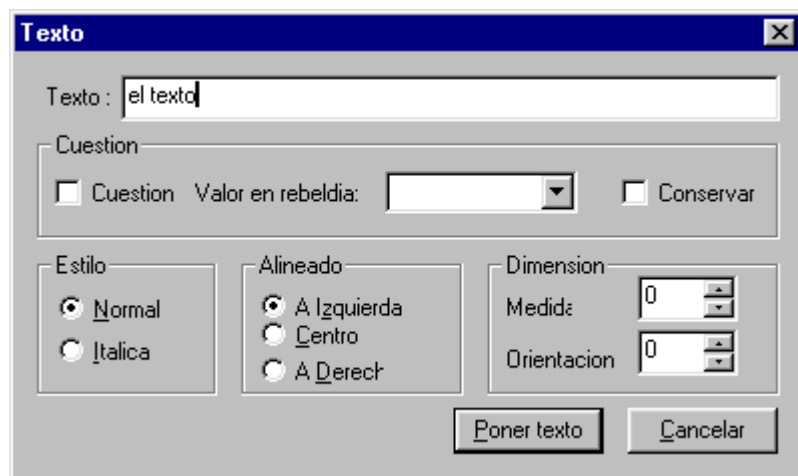 Texto
Texto : el texto
Cuestion
Cuestion Valor en rebeldia: Conservar
Estilo Alineado Dimension
Normal A Izquierda Medida 0
Italica Centro
A Derech Orientacion 0
Poner texto Cancelar